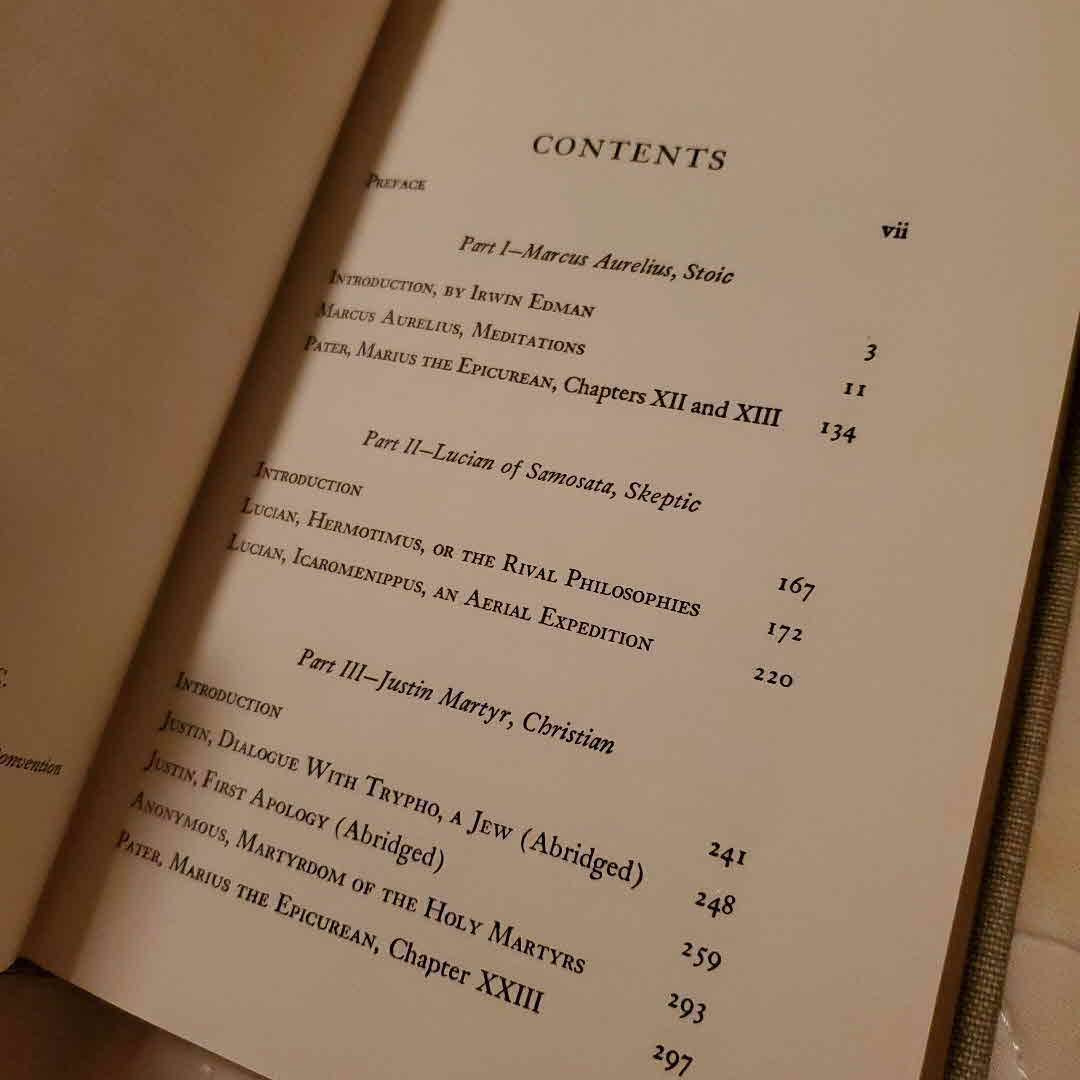 CONTENTS
PREFACE vii
Part I—Marcus Aurelius, Stoic
INTRODUCTION, BY IRWIN EDMAN 3
MARCUS AURELIUS, MEDITATIONS 11
PATER, MARIUS THE EPICUREAN, Chapters XII and XIII 134
Part II—Lucian of Samosata, Skeptic
INTRODUCTION 167
LUCIAN, HERMOTIMUS, OR THE RIVAL PHILOSOPHIES 172
LUCIAN, ICAROMENIPPUS, AN AERIAL EXPEDITION 220
Part III—Justin Martyr, Christian
INTRODUCTION 241
JUSTIN, DIALOGUE WITH TRYPHO, A JEW (Abridged) 248
JUSTIN, FIRST APOLOGY (Abridged) 259
ANONYMOUS, MARTYRDOM OF THE HOLY MARTYRS 293
PATER, MARIUS THE EPICUREAN, Chapter XXIII 297
Convention